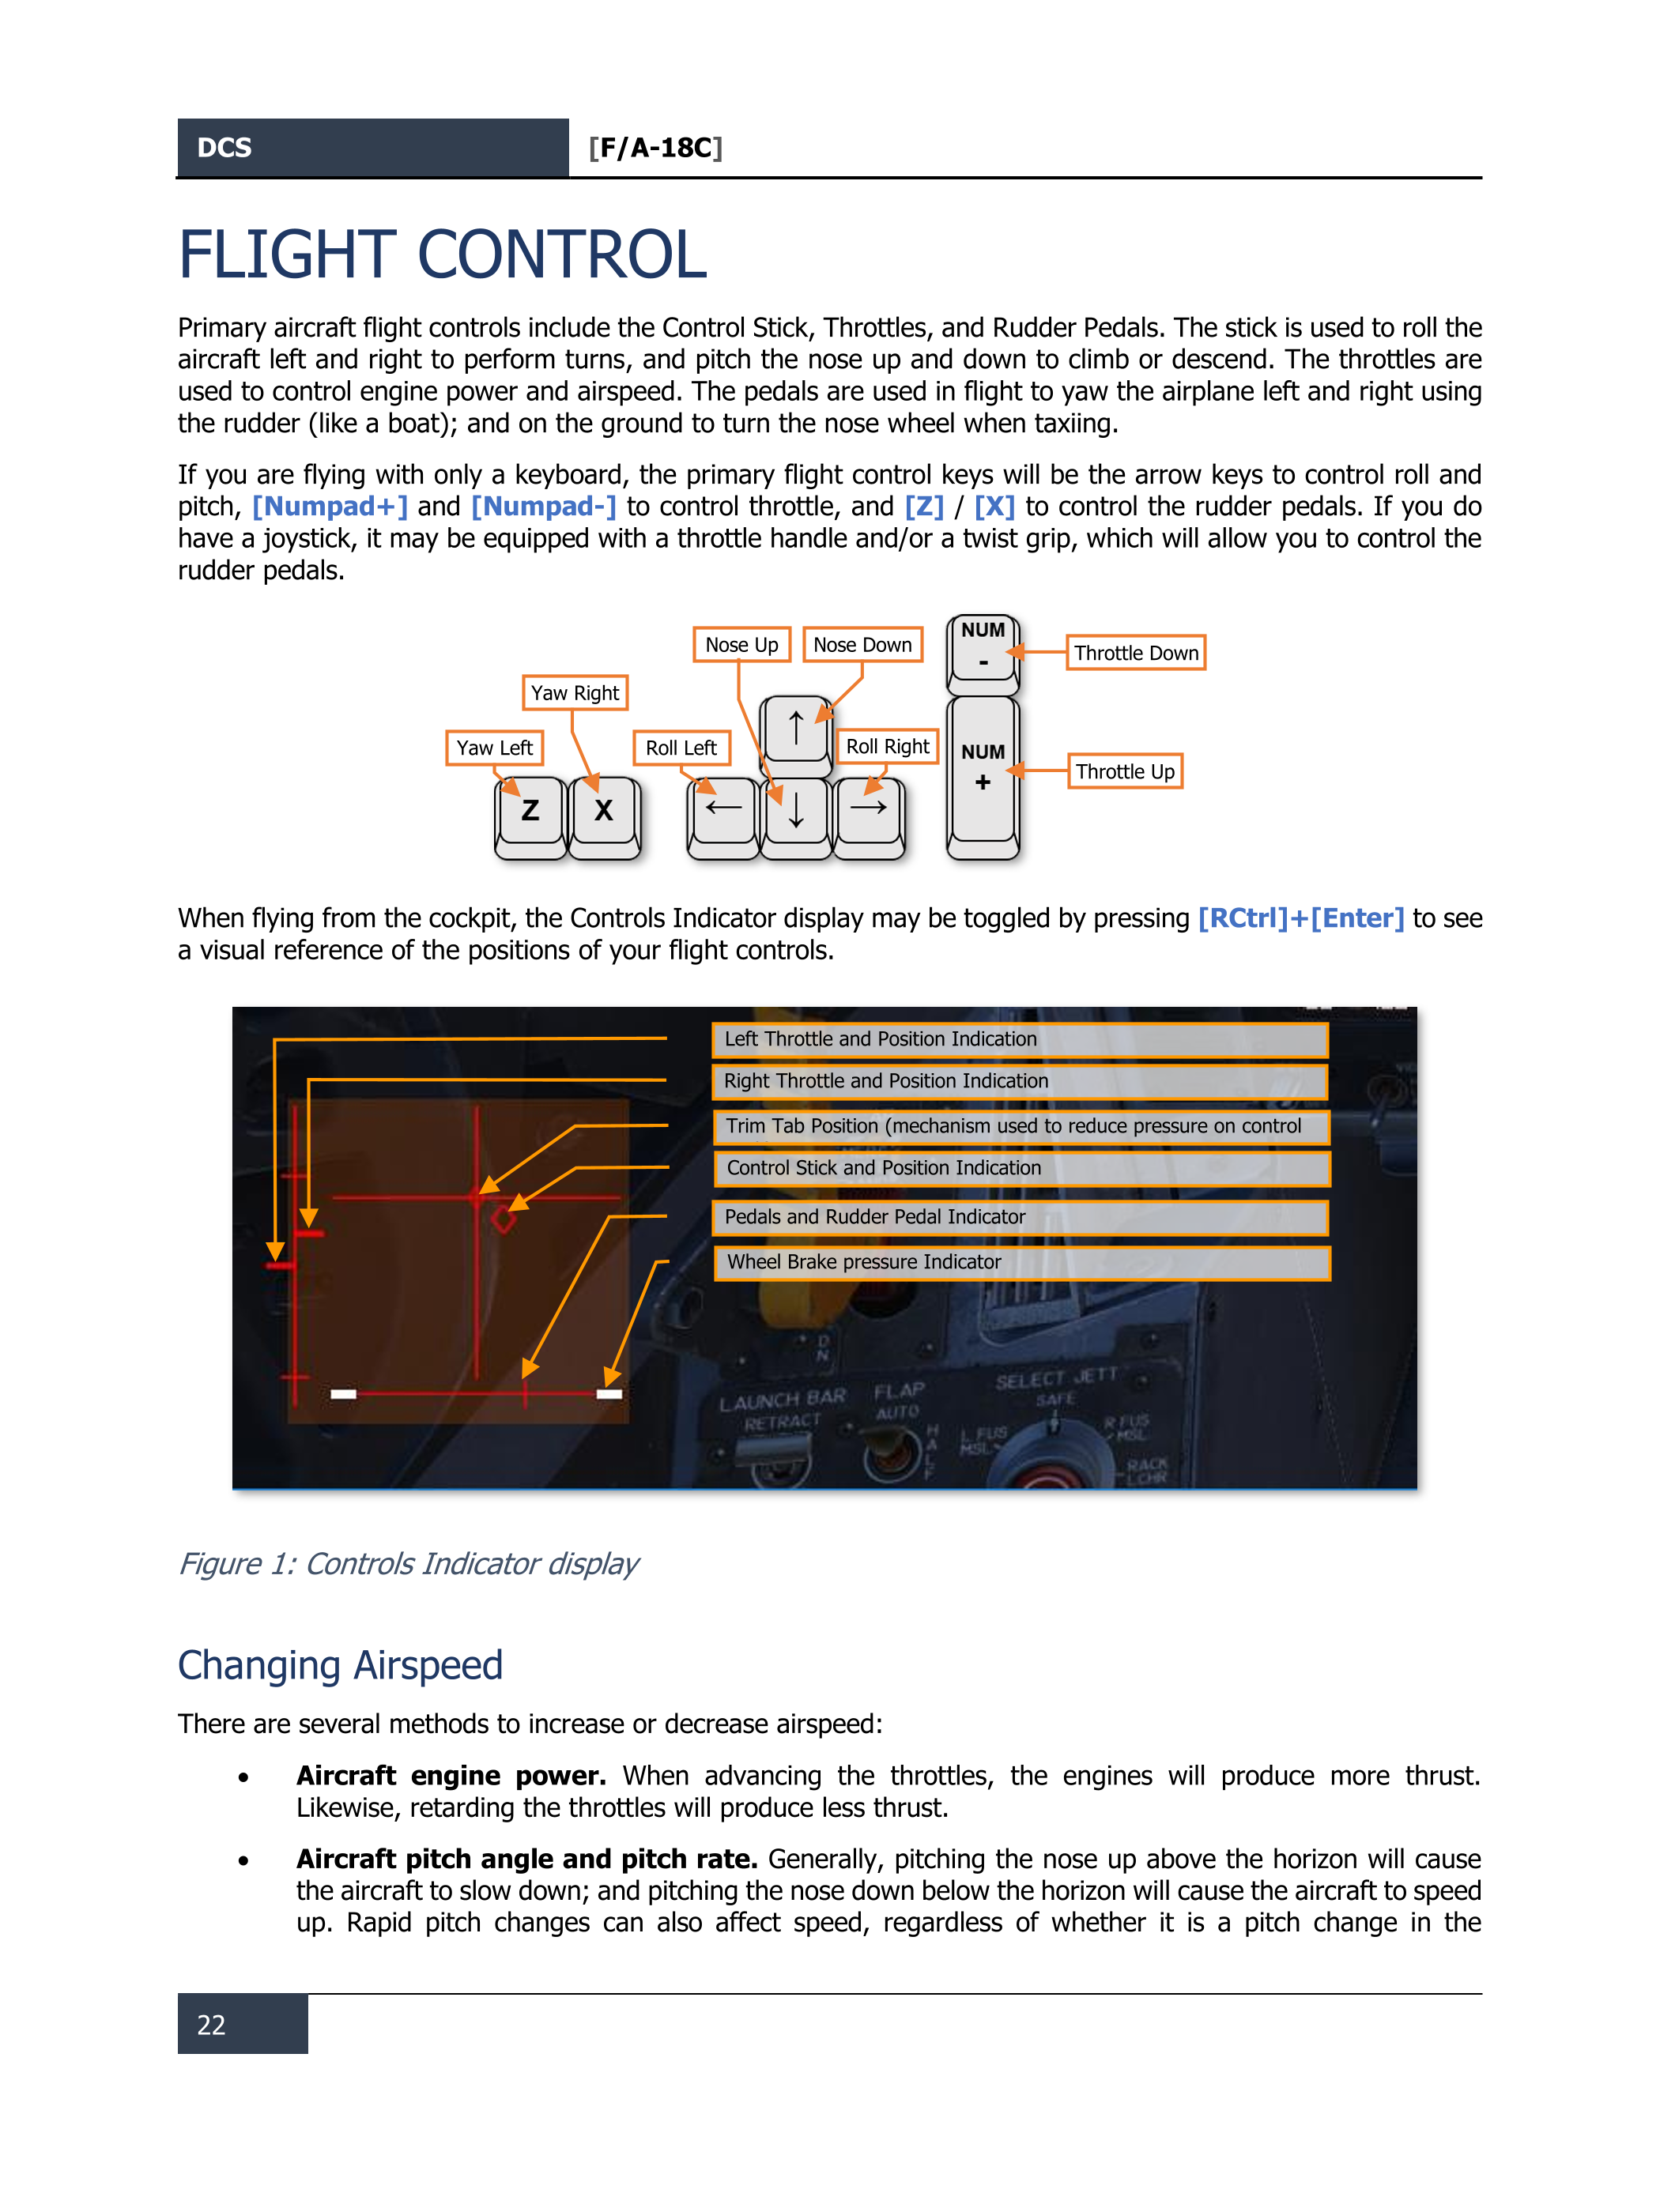 DCS
[F/A-18C]
FLIGHT CONTROL
Primary aircraft flight controls include the Control Stick, Throttles, and Rudder Pedals. The stick is used to roll the
aircraft left and right to perform turns, and pitch the nose up and down to climb or descend. The throttles are
used to control engine power and airspeed. The pedals are used in flight to yaw the airplane left and right using
the rudder (like a boat); and on the ground to turn the nose wheel when taxiing.
If you are flying with only a keyboard, the primary flight control keys will be the arrow keys to control roll and
pitch, [Numpad+] and [Numpad-] to control throttle, and [Z] / [X] to control the rudder pedals. If you do
have a joystick, it may be equipped with a throttle handle and/or a twist grip, which will allow you to control the
rudder pedals.
Nose Up
Nose Down
NUM
-
Throttle Down
Yaw Right
Yaw Left
Roll Left
↑
Roll Right
NUM
+
Throttle Up
Z
X
←
↓
→
When flying from the cockpit, the Controls Indicator display may be toggled by pressing [RCtrl]+[Enter] to see
a visual reference of the positions of your flight controls.
Left Throttle and Position Indication
Right Throttle and Position Indication
Trim Tab Position (mechanism used to reduce pressure on control
Control Stick and Position Indication
Pedals and Rudder Pedal Indicator
Wheel Brake pressure Indicator
DN
LAUNCH BAR
RETRACT
FLAP
AUTO
HALF
SELECT JETT
SAFE
L FUS
MSL
R FUS
MSL
RACK
LCHR
Figure 1: Controls Indicator display
Changing Airspeed
There are several methods to increase or decrease airspeed:
• Aircraft engine power. When advancing the throttles, the engines will produce more thrust.
Likewise, retarding the throttles will produce less thrust.
• Aircraft pitch angle and pitch rate. Generally, pitching the nose up above the horizon will cause
the aircraft to slow down; and pitching the nose down below the horizon will cause the aircraft to speed
up. Rapid pitch changes can also affect speed, regardless of whether it is a pitch change in the
22